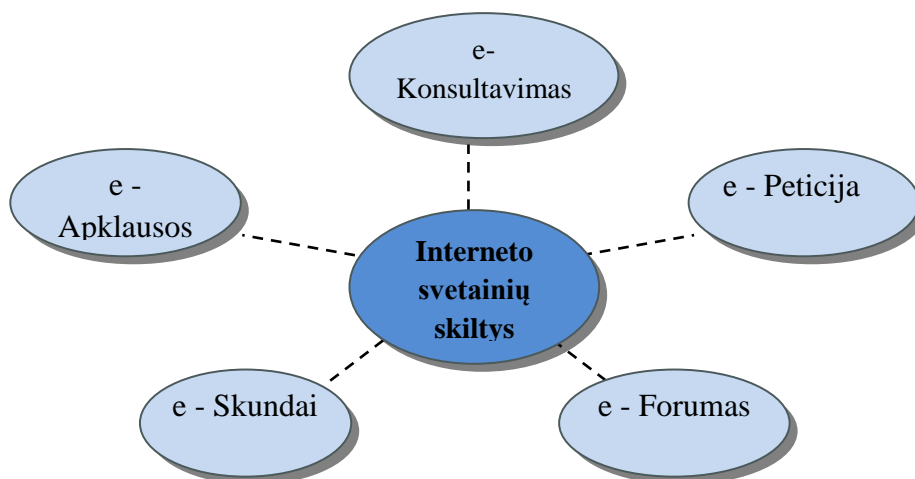 e-
Konsultavimas
e -
Apklausos
e - Peticija
Interneto
svetainių
skiltys
e - Skundai
e - Forumas